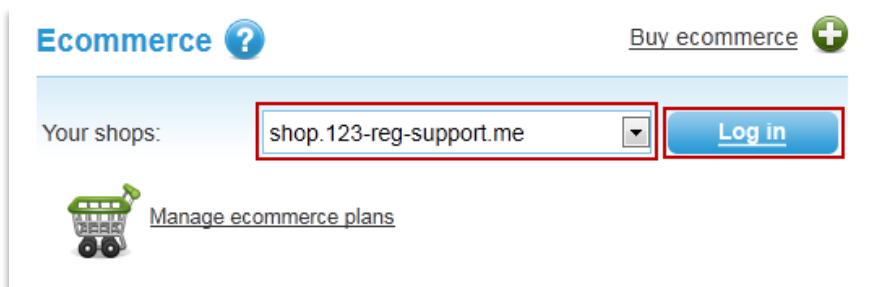 Ecommerce ? Buy ecommerce
Your shops: shop.123-reg-support.me Log in
Manage ecommerce plans